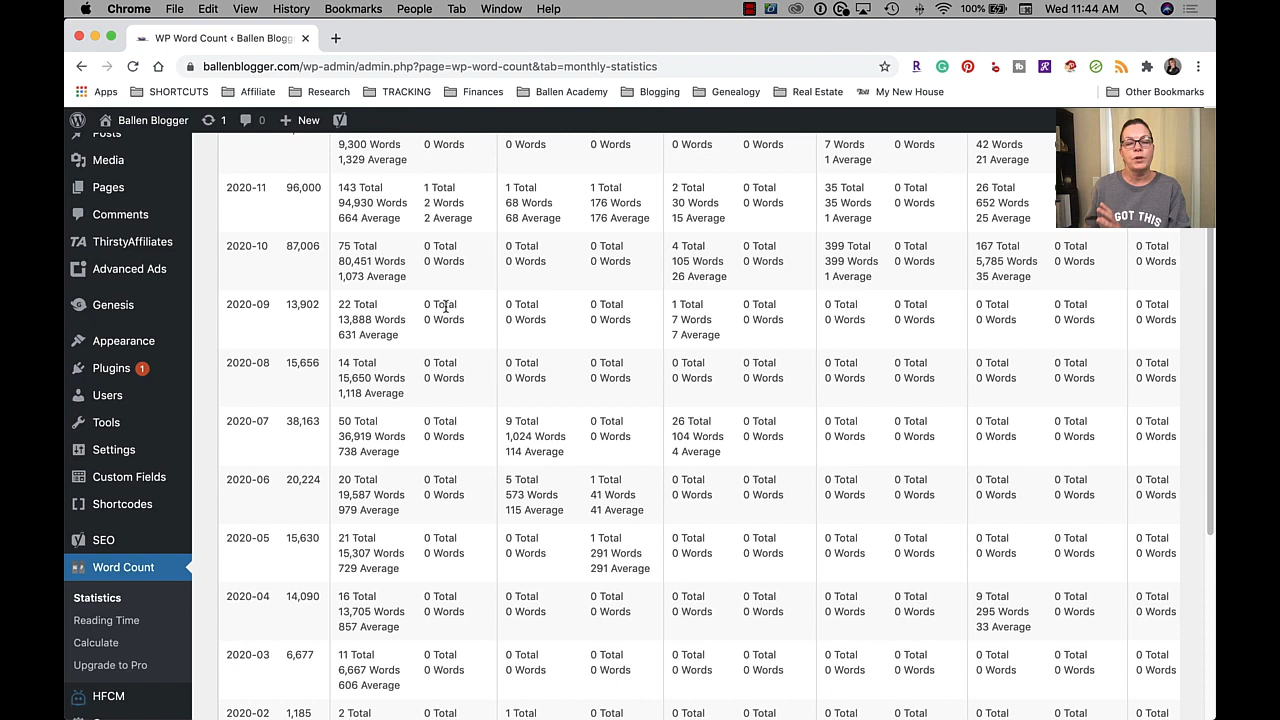 Chrome File Edit View History Bookmarks People Tab Window Help 100% Wed 11:44 AM
WP Word Count ‹ Ballen Blogg
ballenblogger.com/wp-admin/admin.php?page=wp-word-count&tab=monthly-statistics
Apps SHORTCUTS Affiliate Research TRACKING Finances Ballen Academy Blogging Genealogy Real Estate My New House Other Bookmarks
Ballen Blogger 1 0 New
Posts
Media
Pages
Comments
ThirstyAffiliates
Advanced Ads
Genesis
Appearance
Plugins 1
Users
Tools
Settings
Custom Fields
Shortcodes
SEO
Word Count
Statistics
Reading Time
Calculate
Upgrade to Pro
HFCM
9,300 Words 0 Words 0 Words 0 Words 0 Words 0 Words 7 Words 0 Words 42 Words
1,329 Average 1 Average 21 Average
2020-11 96,000 143 Total 1 Total 1 Total 1 Total 2 Total 0 Total 35 Total 0 Total 26 Total
94,930 Words 2 Words 68 Words 176 Words 30 Words 0 Words 35 Words 0 Words 652 Words
664 Average 2 Average 68 Average 176 Average 15 Average 1 Average 25 Average
GOT THIS
2020-10 87,006 75 Total 0 Total 0 Total 0 Total 4 Total 0 Total 399 Total 0 Total 167 Total 0 Total 0 Total
80,451 Words 0 Words 0 Words 0 Words 105 Words 0 Words 399 Words 0 Words 5,785 Words 0 Words 0 Words
1,073 Average 26 Average 1 Average 35 Average
2020-09 13,902 22 Total 0 Total 0 Total 0 Total 1 Total 0 Total 0 Total 0 Total 0 Total 0 Total 0 Total
13,888 Words 0 Words 0 Words 0 Words 7 Words 0 Words 0 Words 0 Words 0 Words 0 Words 0 Words
631 Average 7 Average
2020-08 15,656 14 Total 0 Total 0 Total 0 Total 0 Total 0 Total 0 Total 0 Total 0 Total 0 Total 0 Total
15,650 Words 0 Words 0 Words 0 Words 0 Words 0 Words 0 Words 0 Words 0 Words 0 Words 0 Words
1,118 Average
2020-07 38,163 50 Total 0 Total 9 Total 0 Total 26 Total 0 Total 0 Total 0 Total 0 Total 0 Total 0 Total
36,919 Words 0 Words 1,024 Words 0 Words 104 Words 0 Words 0 Words 0 Words 0 Words 0 Words 0 Words
738 Average 114 Average 4 Average
2020-06 20,224 20 Total 0 Total 5 Total 1 Total 0 Total 0 Total 0 Total 0 Total 0 Total 0 Total 0 Total
19,587 Words 0 Words 573 Words 41 Words 0 Words 0 Words 0 Words 0 Words 0 Words 0 Words 0 Words
979 Average 115 Average 41 Average
2020-05 15,630 21 Total 0 Total 0 Total 1 Total 0 Total 0 Total 0 Total 0 Total 0 Total 0 Total 0 Total
15,307 Words 0 Words 0 Words 291 Words 0 Words 0 Words 0 Words 0 Words 0 Words 0 Words 0 Words
729 Average 291 Average
2020-04 14,090 16 Total 0 Total 0 Total 0 Total 0 Total 0 Total 0 Total 0 Total 9 Total 0 Total 0 Total
13,705 Words 0 Words 0 Words 0 Words 0 Words 0 Words 0 Words 0 Words 295 Words 0 Words 0 Words
857 Average 33 Average
2020-03 6,677 11 Total 0 Total 0 Total 0 Total 0 Total 0 Total 0 Total 0 Total 0 Total 0 Total 0 Total
6,667 Words 0 Words 0 Words 0 Words 0 Words 0 Words 0 Words 0 Words 0 Words 0 Words 0 Words
606 Average
2020-02 1,185 2 Total 0 Total 1 Total 0 Total 0 Total 0 Total 0 Total 0 Total 0 Total 0 Total 0 Total